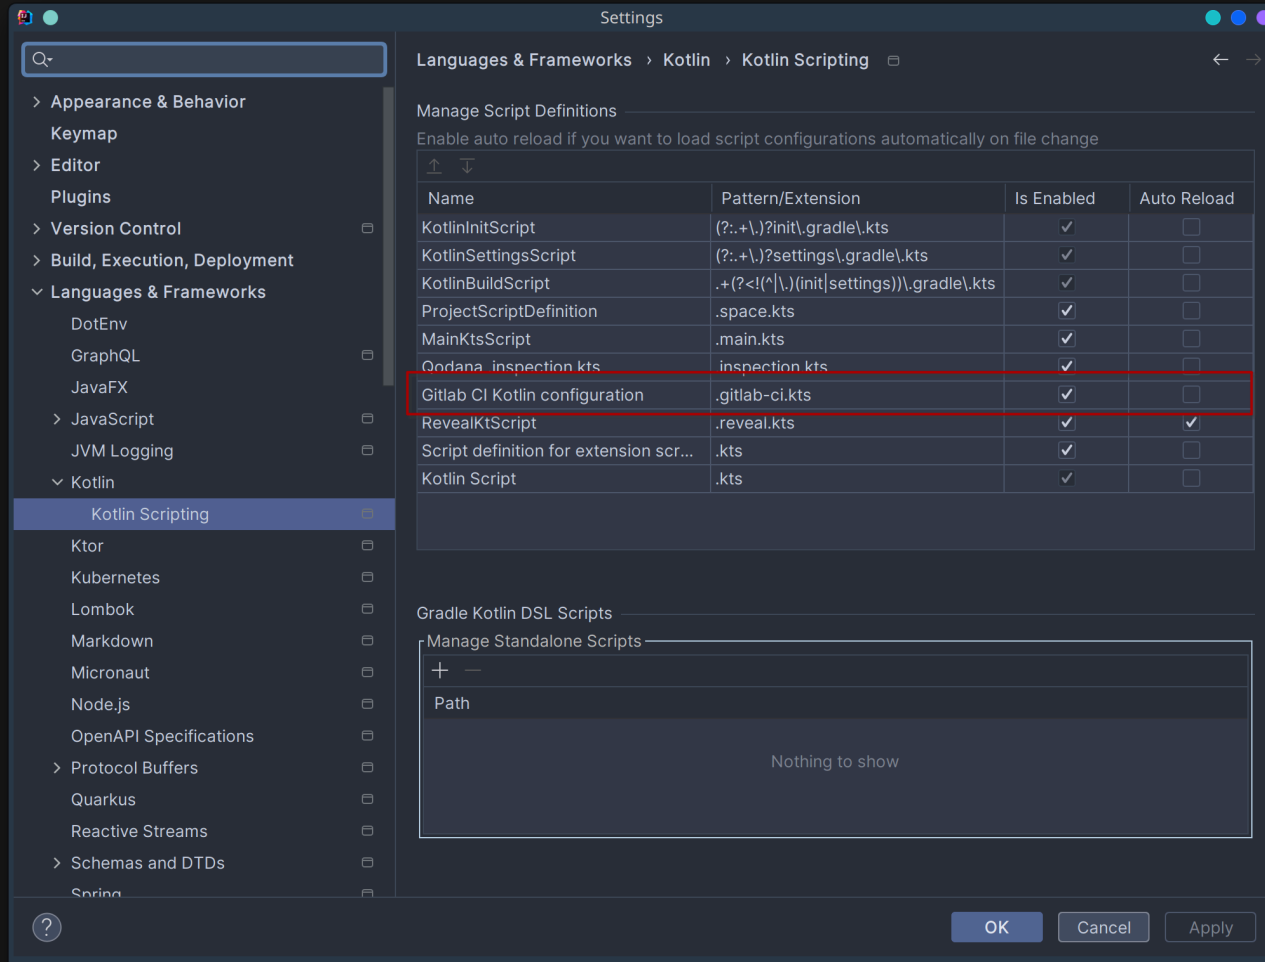 Settings
Appearance & Behavior
Keymap
Editor
Plugins
Version Control
Build, Execution, Deployment
Languages & Frameworks
DotEnv
GraphQL
JavaFX
JavaScript
JVM Logging
Kotlin
Kotlin Scripting
Ktor
Kubernetes
Lombok
Markdown
Micronaut
Node.js
OpenAPI Specifications
Protocol Buffers
Quarkus
Reactive Streams
Schemas and DTDs
Spring
Languages & Frameworks › Kotlin › Kotlin Scripting
Manage Script Definitions
Enable auto reload if you want to load script configurations automatically on file change
Name Pattern/Extension Is Enabled Auto Reload
KotlinInitScript (?:.+\.)?init\.gradle\.kts
KotlinSettingsScript (?:.+\.)?settings\.gradle\.kts
KotlinBuildScript .+(?<!(^|\.)(init|settings))\.gradle\.kts
ProjectScriptDefinition .space.kts
MainKtsScript .main.kts
Qodana .inspection.kts .inspection.kts
Gitlab CI Kotlin configuration .gitlab-ci.kts
RevealKtScript .reveal.kts
Script definition for extension scr... .kts
Kotlin Script .kts
Gradle Kotlin DSL Scripts
Manage Standalone Scripts
Path
Nothing to show
?
OK Cancel Apply